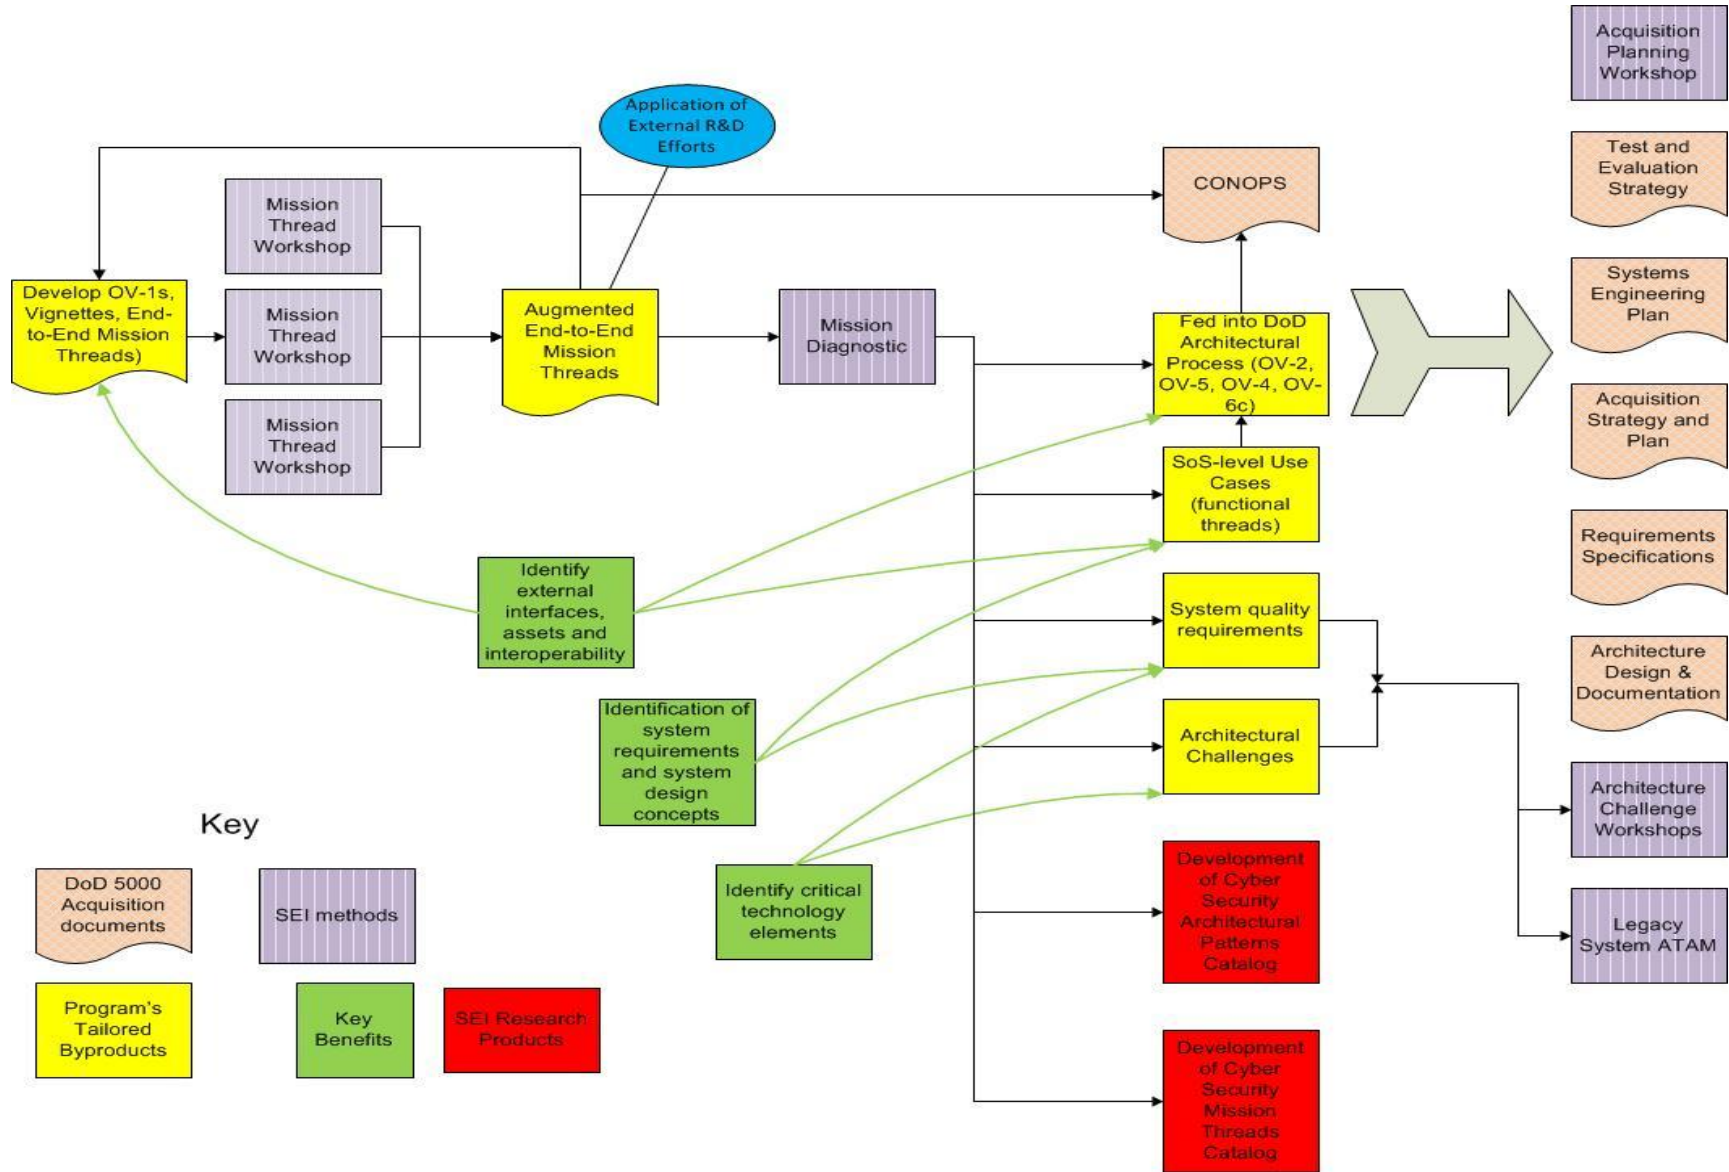 Acquisition
Planning
Workshop
Application of
External R&D
Efforts
Test and
Evaluation
Strategy
CONOPS
Mission
Thread
Workshop
Develop OV-1s,
Vignettes, End-
to-End Mission
Threads)
Mission
Thread
Workshop
Mission
Thread
Workshop
Augmented
End-to-End
Mission
Threads
Mission
Diagnostic
Fed into DoD
Architectural
Process (OV-2,
OV-5, OV-4, OV-
6c)
Systems
Engineering
Plan
Acquisition
Strategy and
Plan
SoS-level Use
Cases
(functional
threads)
Requirements
Specifications
Identify
external
interfaces,
assets and
interoperability
System quality
requirements
Architecture
Design &
Documentation
Identification of
system
requirements
and system
design
concepts
Architectural
Challenges
Architecture
Challenge
Workshops
Identify critical
technology
elements
Development
of Cyber
Security
Architectural
Patterns
Catalog
Legacy
System ATAM
Development
of Cyber
Security
Mission
Threads
Catalog
Key
DoD 5000
Acquisition
documents
SEI methods
Program's
Tailored
Byproducts
Key
Benefits
SEI Research
Products